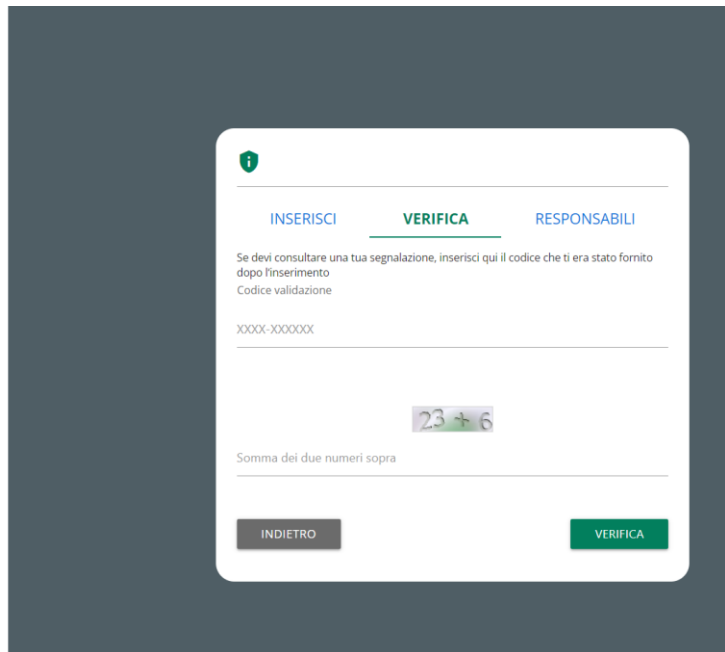 INSERISCI VERIFICA RESPONSABILI
Se devi consultare una tua segnalazione, inserisci qui il codice che ti era stato fornito
dopo l'inserimento
Codice validazione
XXXX-XXXXXX
23 + 6
Somma dei due numeri sopra
INDIETRO VERIFICA